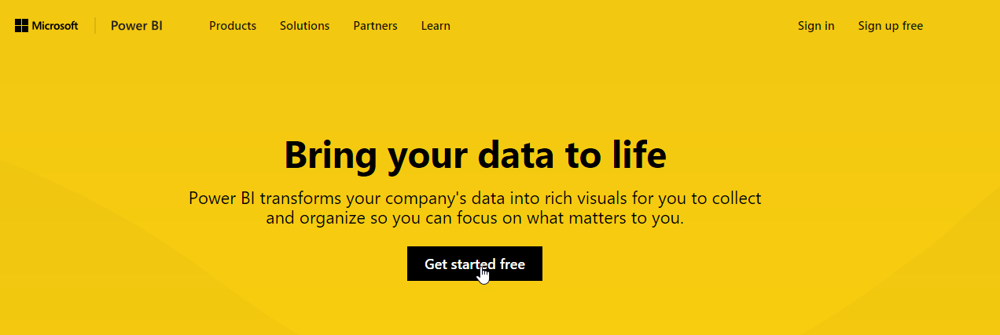 Microsoft Power BI Products Solutions Partners Learn Sign in Sign up free
Bring your data to life
Power BI transforms your company's data into rich visuals for you to collect
and organize so you can focus on what matters to you.
Get started free